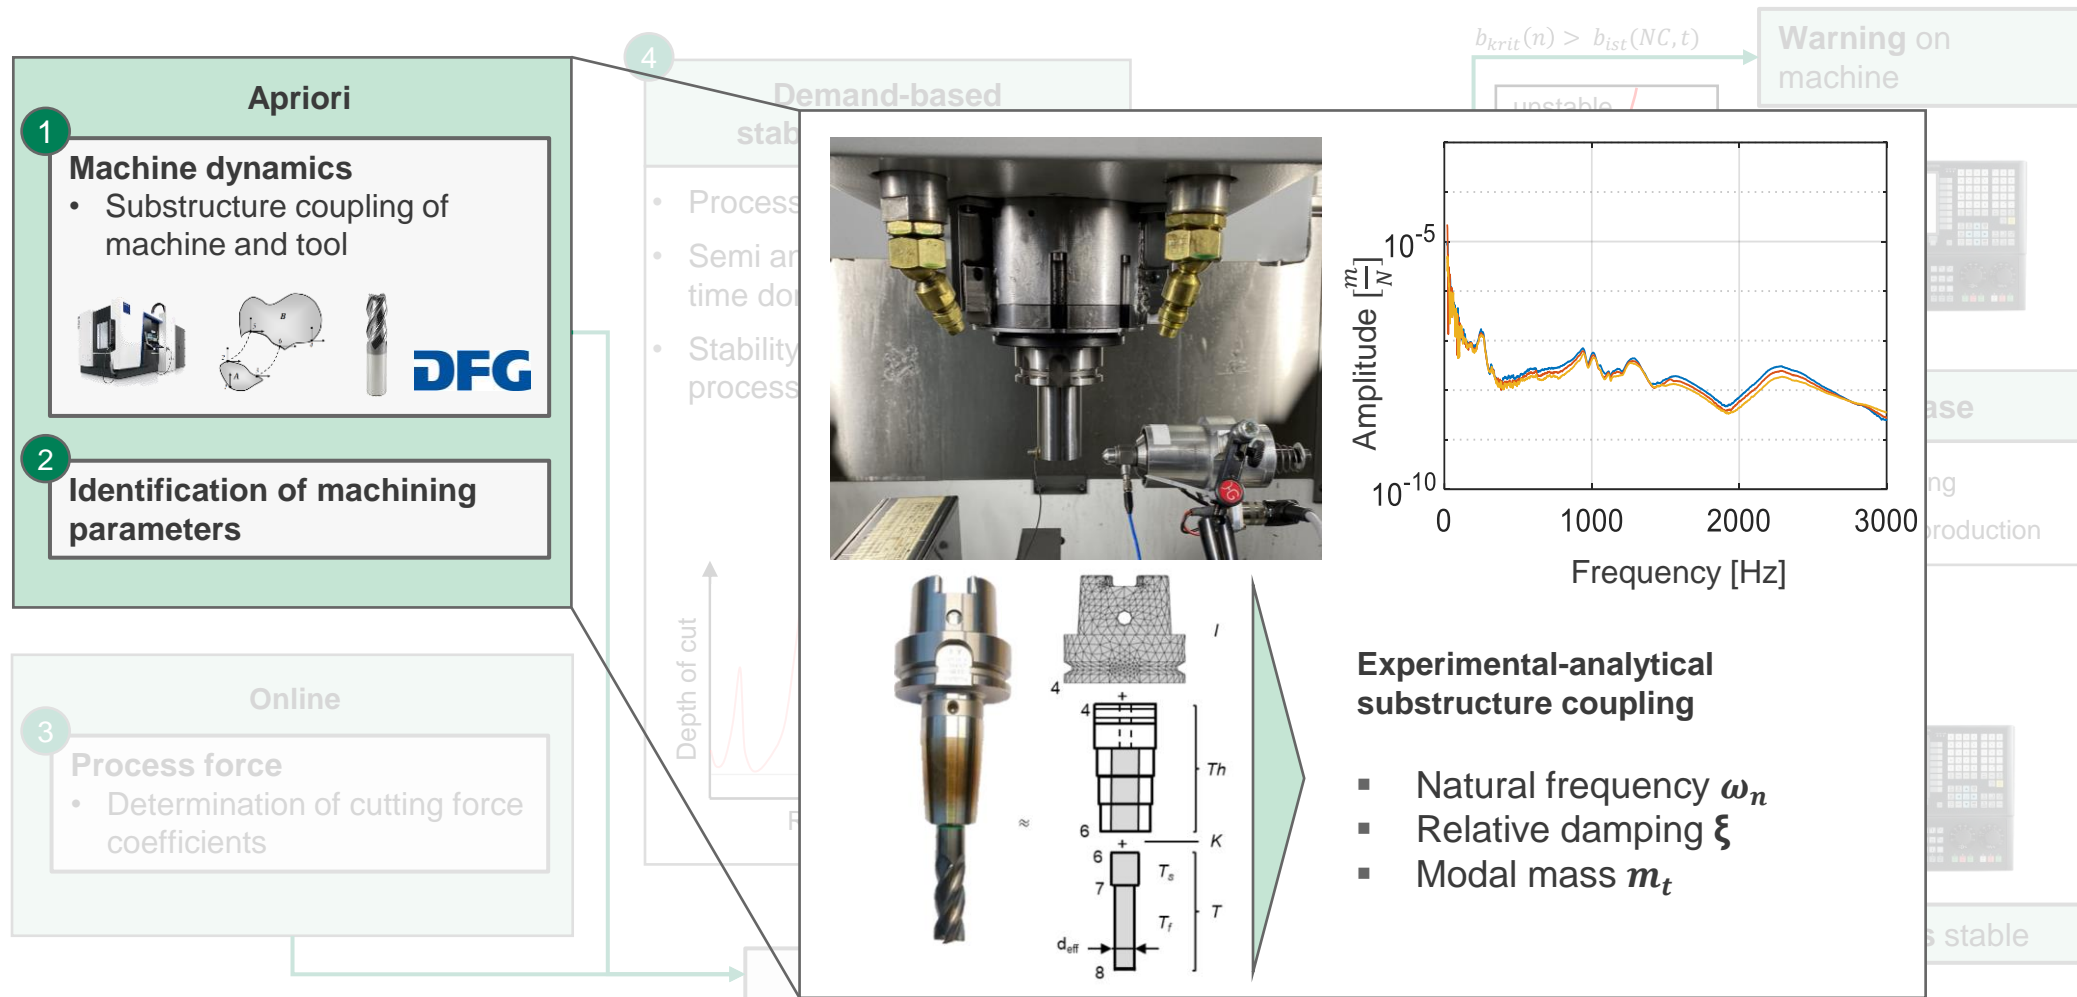 Apriori
1
Machine dynamics
• Substructure coupling of
machine and tool
B
A
DFG
2
Identification of machining
parameters
Online
3
Process force
• Determination of cutting force
coefficients
4
Demand-based
stab
• Process
• Semi an
time do
• Stability
process
Depth of cut
R
b_krit(n) > b_ist(NC,t)
Warning on
machine
unstable
ase
ng
roduction
s stable
Amplitude [m/N]
10^-5
10^-10
0 1000 2000 3000
Frequency [Hz]
I
4
+
4
Th
6
≈
+ K
6
T_s
7
T
T_f
d_eff
8
Experimental-analytical
substructure coupling
▪ Natural frequency ω_n
▪ Relative damping ξ
▪ Modal mass m_t